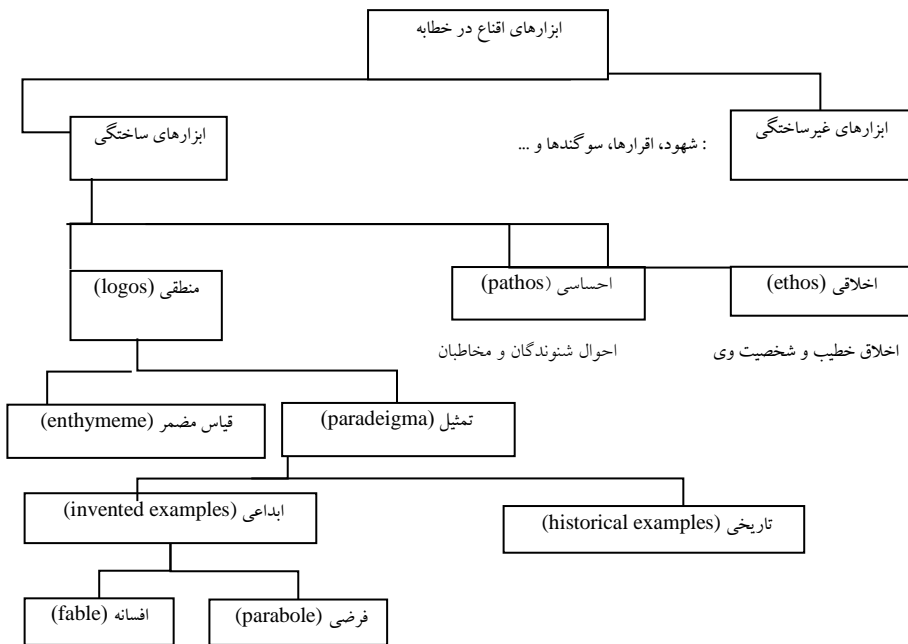 ابزارهای اقناع در خطابه
ابزارهای غیرساختگی
: شهود، اقرارها، سوگندها و ...
ابزارهای ساختگی
اخلاقی (ethos)
احساسی (pathos)
منطقی (logos)
اخلاق خطیب و شخصیت وی
احوال شنوندگان و مخاطبان
تمثیل (paradeigma)
قیاس مضمر (enthymeme)
تاریخی (historical examples)
ابداعی (invented examples)
فرضی (parabole)
افسانه (fable)